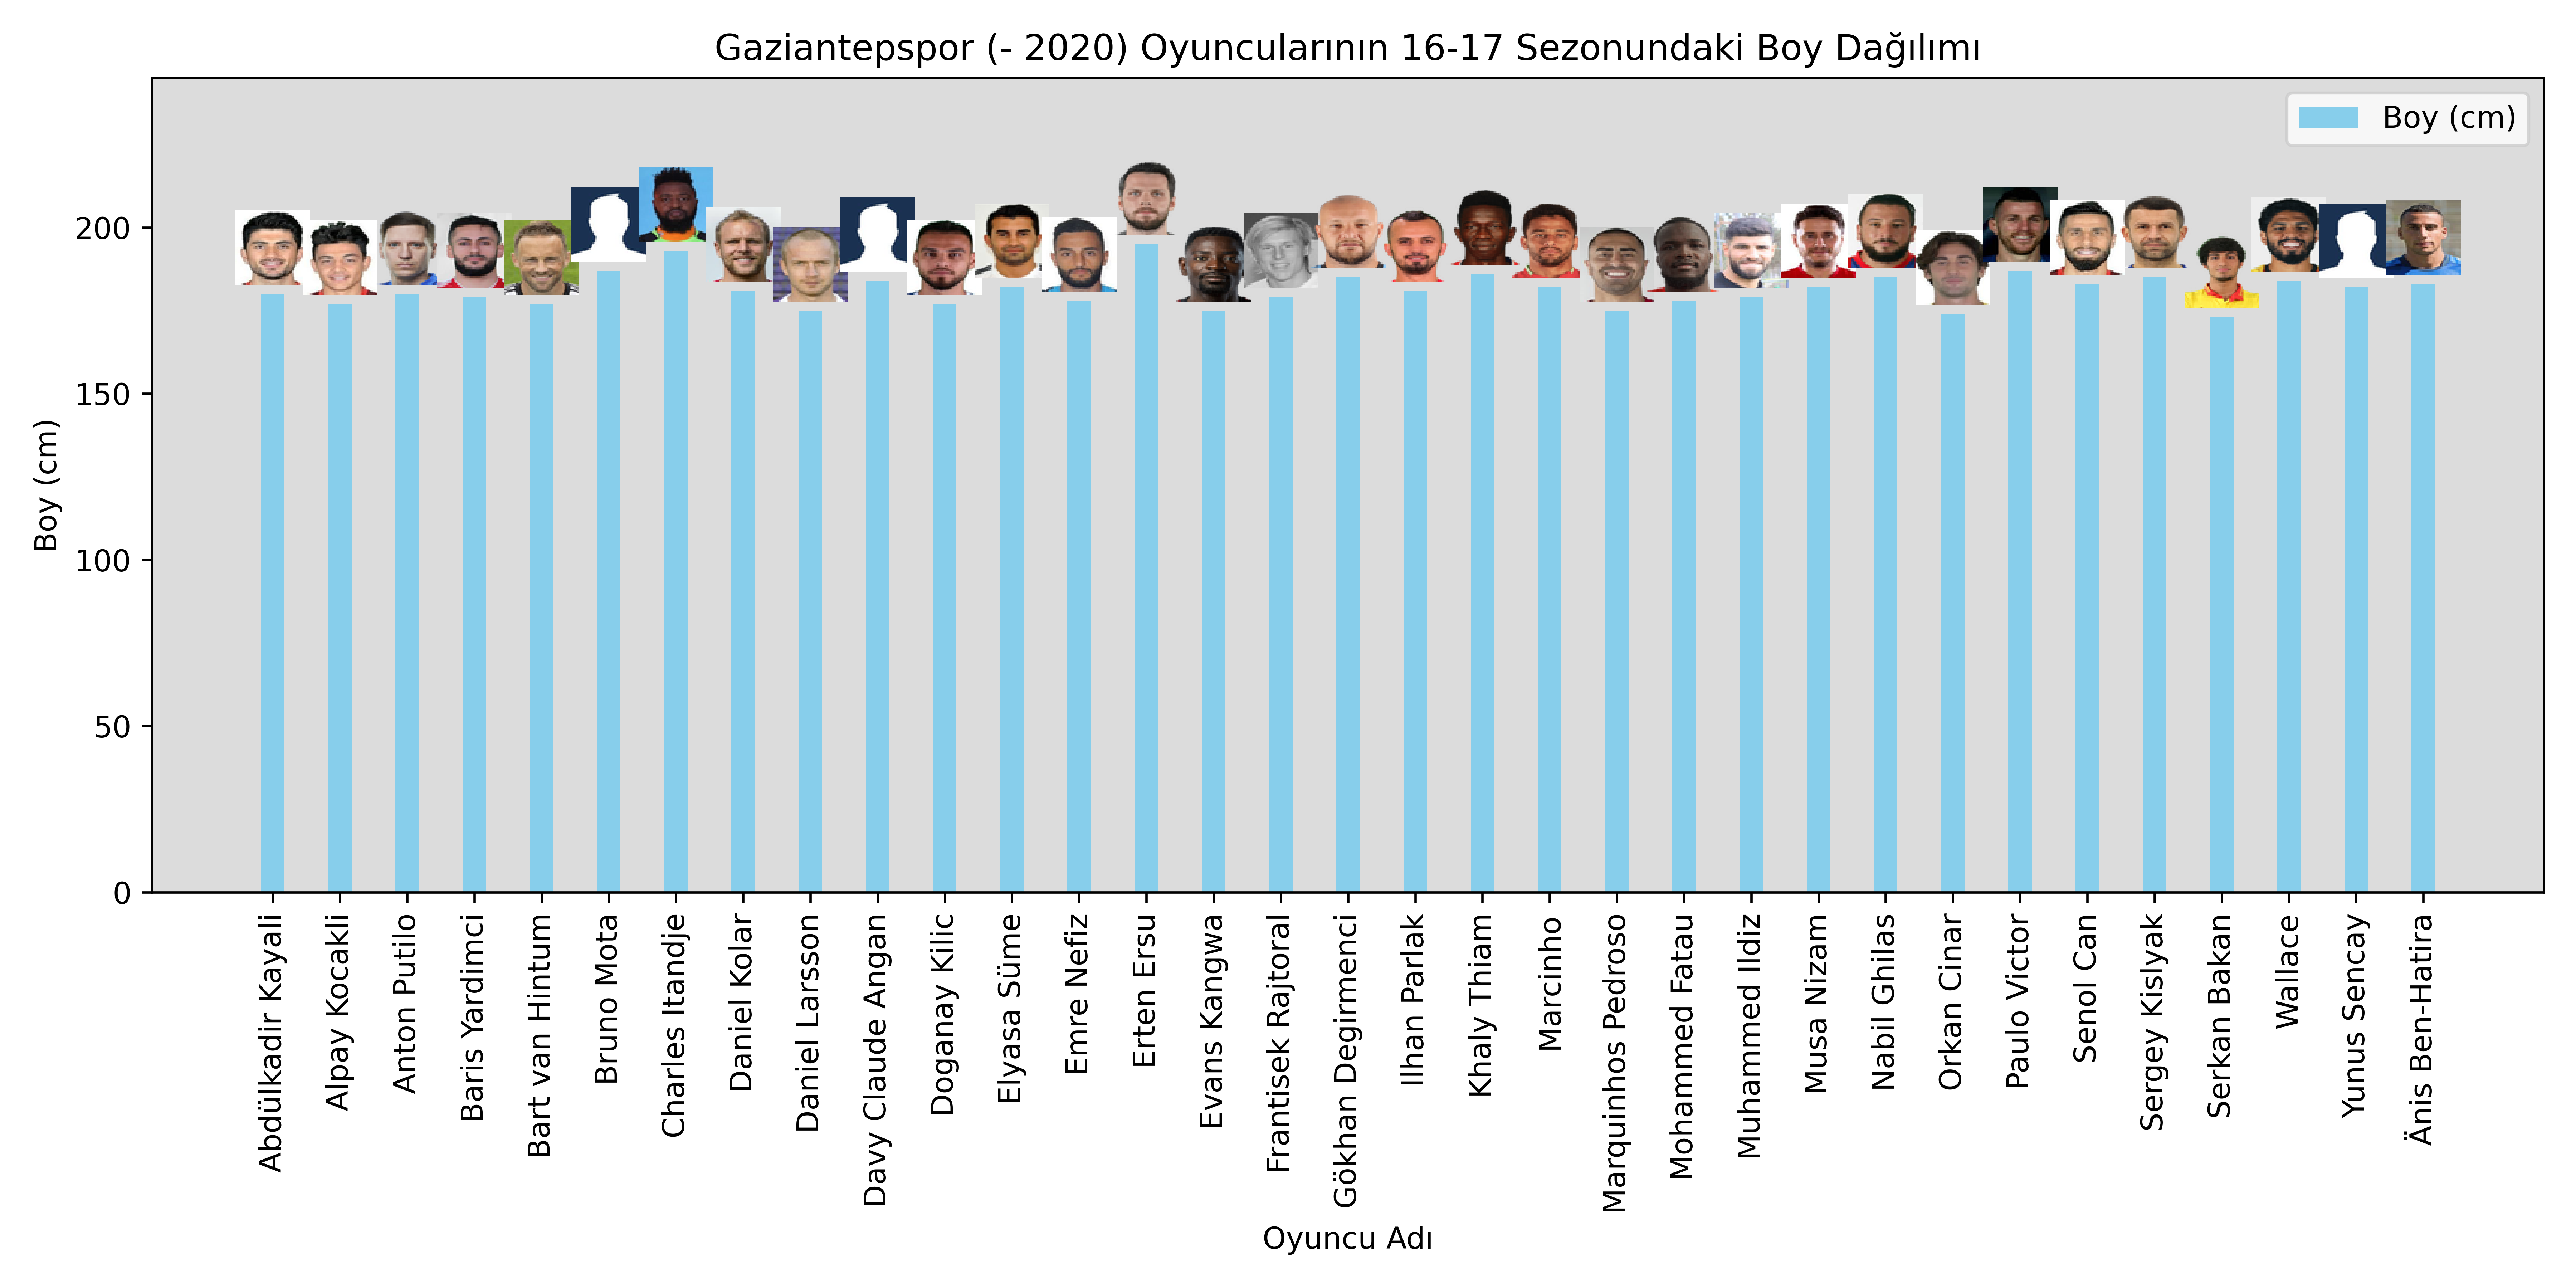 Gaziantepspor (- 2020) Oyuncularının 16-17 Sezonundaki Boy Dağılımı
Boy (cm)
Boy (cm)
200
150
100
50
0
Abdülkadir Kayali
Alpay Kocakli
Anton Putilo
Baris Yardimci
Bart van Hintum
Bruno Mota
Charles Itandje
Daniel Kolar
Daniel Larsson
Davy Claude Angan
Doganay Kilic
Elyasa Süme
Emre Nefiz
Erten Ersu
Evans Kangwa
Frantisek Rajtoral
Gökhan Degirmenci
Ilhan Parlak
Khaly Thiam
Marcinho
Marquinhos Pedroso
Mohammed Fatau
Muhammed Ildiz
Musa Nizam
Nabil Ghilas
Orkan Cinar
Paulo Victor
Senol Can
Sergey Kislyak
Serkan Bakan
Wallace
Yunus Sencay
Änis Ben-Hatira
Oyuncu Adı